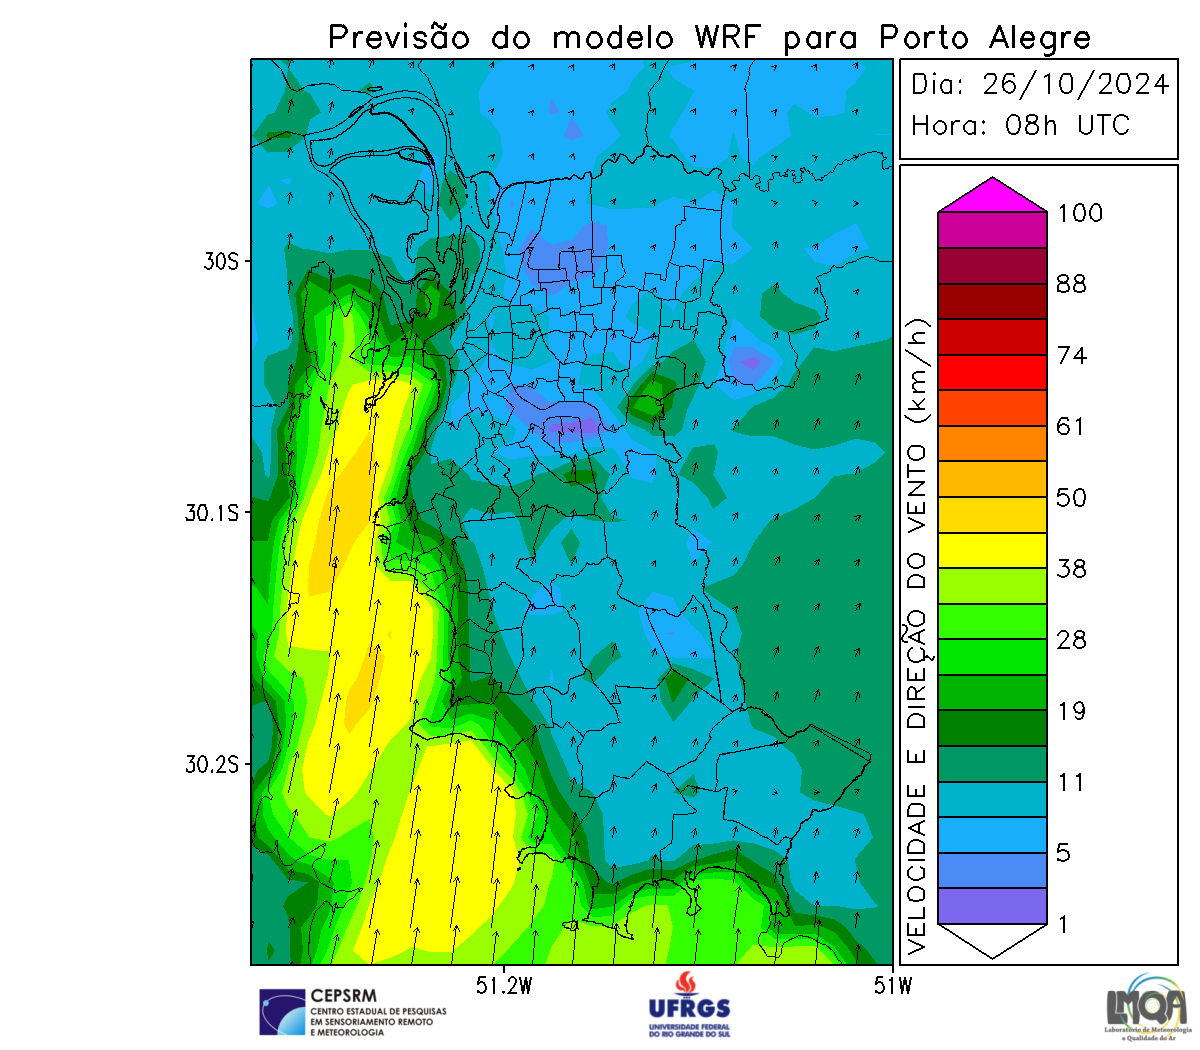 Previsão do modelo WRF para Porto Alegre
Dia: 26/10/2024
Hora: 08h UTC
30S
30.1S
30.2S
51.2W
51W
VELOCIDADE E DIREÇÃO DO VENTO (km/h)
100
88
74
61
50
38
28
19
11
5
1
CEPSRM
CENTRO ESTADUAL DE PESQUISAS
EM SENSORIAMENTO REMOTO
E METEOROLOGIA
UFRGS
UNIVERSIDADE FEDERAL
DO RIO GRANDE DO SUL
LMQA
Laboratório de Meteorologia
e Qualidade do Ar